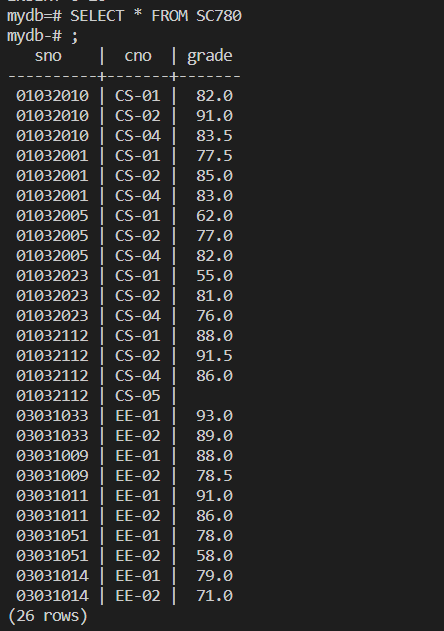 mydb=# SELECT * FROM SC780
mydb-# ;
sno | cno | grade
----------+-------+-------
01032010 | CS-01 | 82.0
01032010 | CS-02 | 91.0
01032010 | CS-04 | 83.5
01032001 | CS-01 | 77.5
01032001 | CS-02 | 85.0
01032001 | CS-04 | 83.0
01032005 | CS-01 | 62.0
01032005 | CS-02 | 77.0
01032005 | CS-04 | 82.0
01032023 | CS-01 | 55.0
01032023 | CS-02 | 81.0
01032023 | CS-04 | 76.0
01032112 | CS-01 | 88.0
01032112 | CS-02 | 91.5
01032112 | CS-04 | 86.0
01032112 | CS-05 |
03031033 | EE-01 | 93.0
03031033 | EE-02 | 89.0
03031009 | EE-01 | 88.0
03031009 | EE-02 | 78.5
03031011 | EE-01 | 91.0
03031011 | EE-02 | 86.0
03031051 | EE-01 | 78.0
03031051 | EE-02 | 58.0
03031014 | EE-01 | 79.0
03031014 | EE-02 | 71.0
(26 rows)